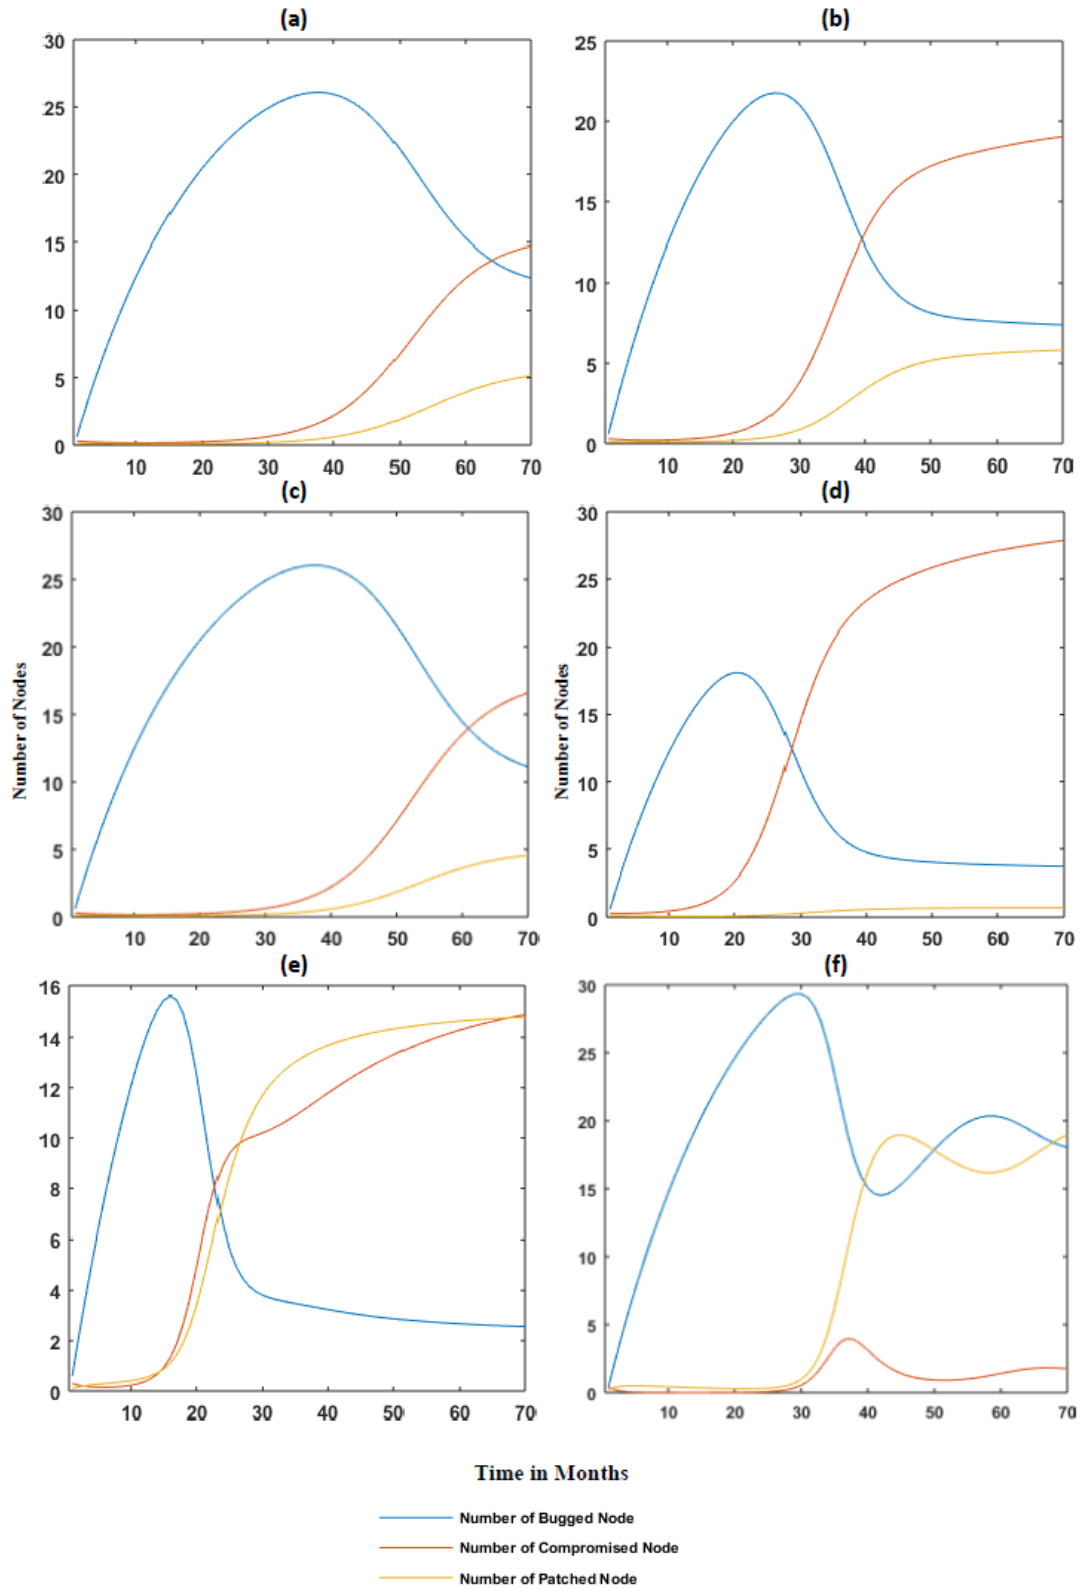 (a)
(b)
30
25
20
15
10
5
0
10 20 30 40 50 60 70
25
20
15
10
5
0
10 20 30 40 50 60 70
(c)
(d)
Number of Nodes
30
25
20
15
10
5
0
10 20 30 40 50 60 70
Number of Nodes
30
25
20
15
10
5
0
10 20 30 40 50 60 70
(e)
(f)
16
14
12
10
8
6
4
2
0
10 20 30 40 50 60 70
30
25
20
15
10
5
0
10 20 30 40 50 60 70
Time in Months
Number of Bugged Node
Number of Compromised Node
Number of Patched Node